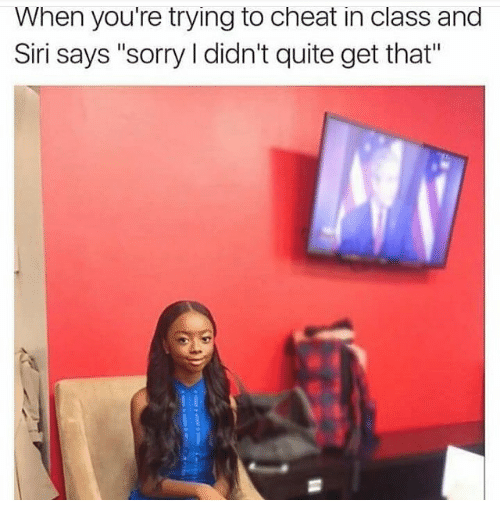 When you're trying to cheat in class and
Siri says "sorry I didn't quite get that"